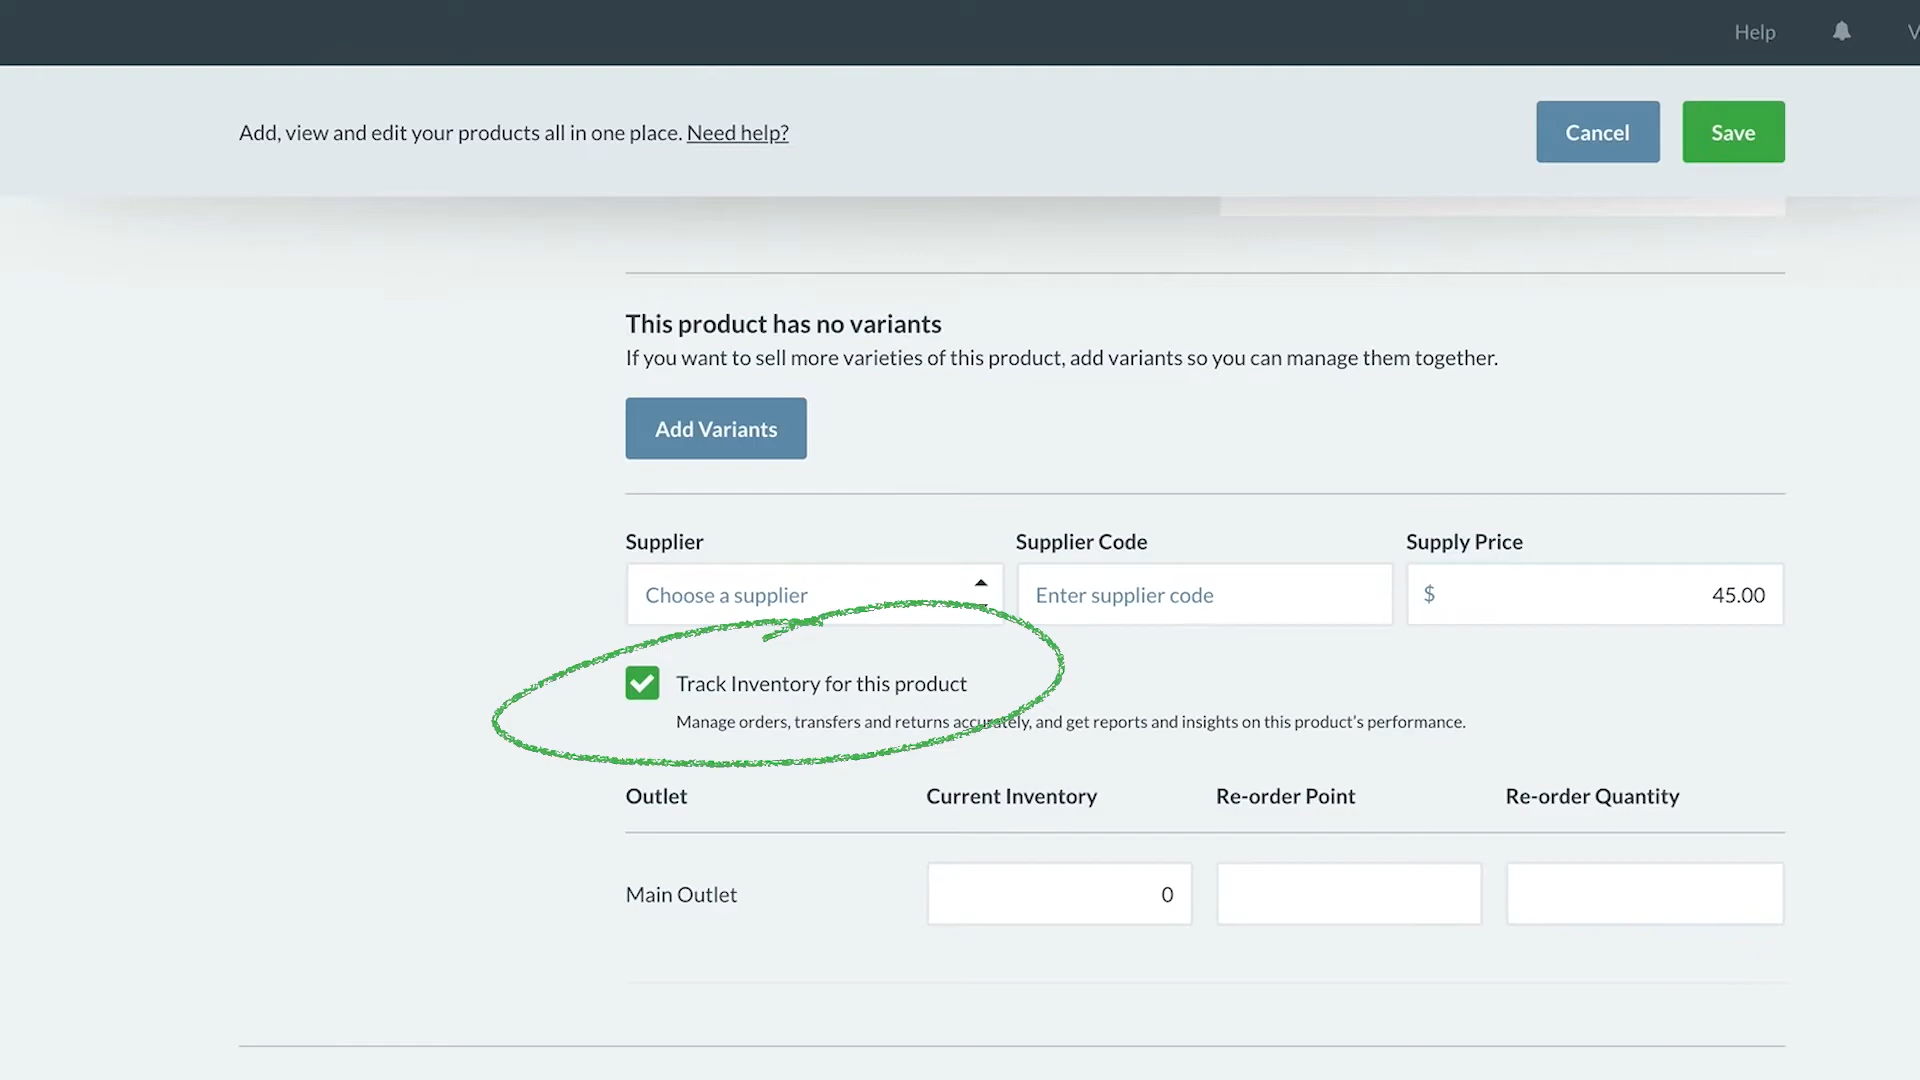 Help
V
Add, view and edit your products all in one place. Need help?
Cancel
Save
This product has no variants
If you want to sell more varieties of this product, add variants so you can manage them together.
Add Variants
Supplier
Supplier Code
Supply Price
Choose a supplier
Enter supplier code
$
45.00
Track Inventory for this product
Manage orders, transfers and returns accurately, and get reports and insights on this product's performance.
Outlet
Current Inventory
Re-order Point
Re-order Quantity
Main Outlet
0